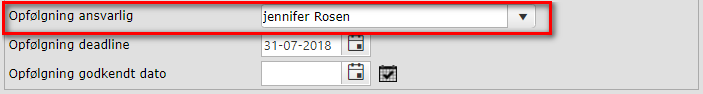 Opfølgning ansvarlig jennifer Rosen
Opfølgning deadline 31-07-2018
Opfølgning godkendt dato